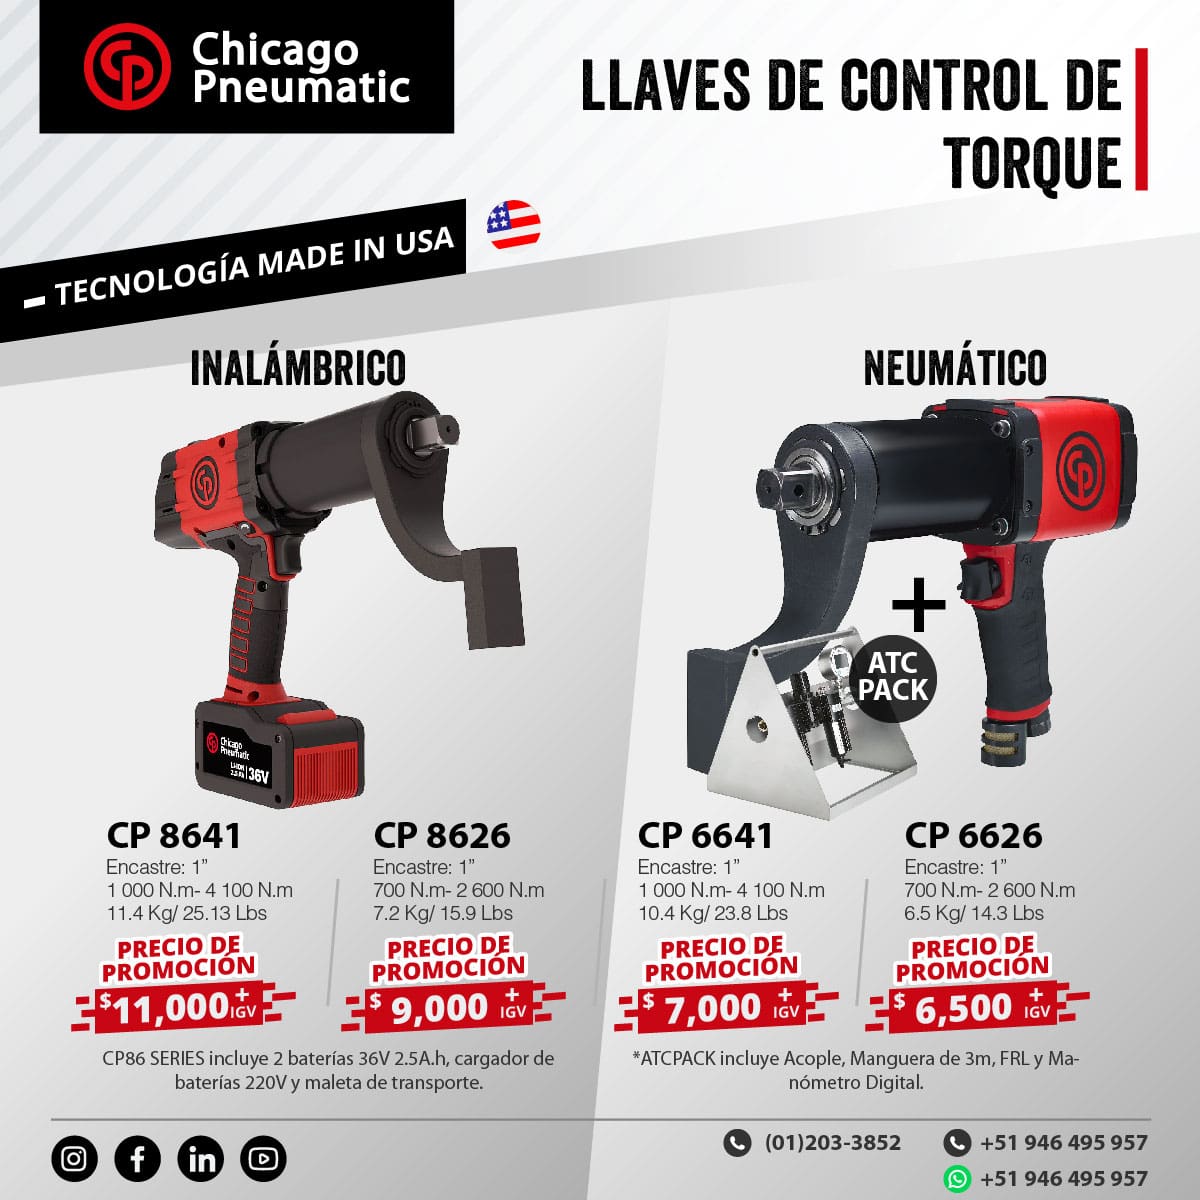 Chicago
Pneumatic
LLAVES DE CONTROL DE
TORQUE
TECNOLOGÍA MADE IN USA
INALÁMBRICO
NEUMÁTICO
ATC
PACK
Chicago
Pneumatic
LI-ION
2.5 Ah
36V
CP 8641
Encastre: 1”
1 000 N.m- 4 100 N.m
11.4 Kg/ 25.13 Lbs
PRECIO DE
PROMOCIÓN
$11,000 + IGV
CP 8626
Encastre: 1”
700 N.m- 2 600 N.m
7.2 Kg/ 15.9 Lbs
PRECIO DE
PROMOCIÓN
$ 9,000 + IGV
CP86 SERIES incluye 2 baterías 36V 2.5A.h, cargador de
baterías 220V y maleta de transporte.
CP 6641
Encastre: 1”
1 000 N.m- 4 100 N.m
10.4 Kg/ 23.8 Lbs
PRECIO DE
PROMOCIÓN
$ 7,000 + IGV
CP 6626
Encastre: 1”
700 N.m- 2 600 N.m
6.5 Kg/ 14.3 Lbs
PRECIO DE
PROMOCIÓN
$ 6,500 + IGV
*ATCPACK incluye Acople, Manguera de 3m, FRL y Ma-
nómetro Digital.
(01)203-3852
+51 946 495 957
+51 946 495 957